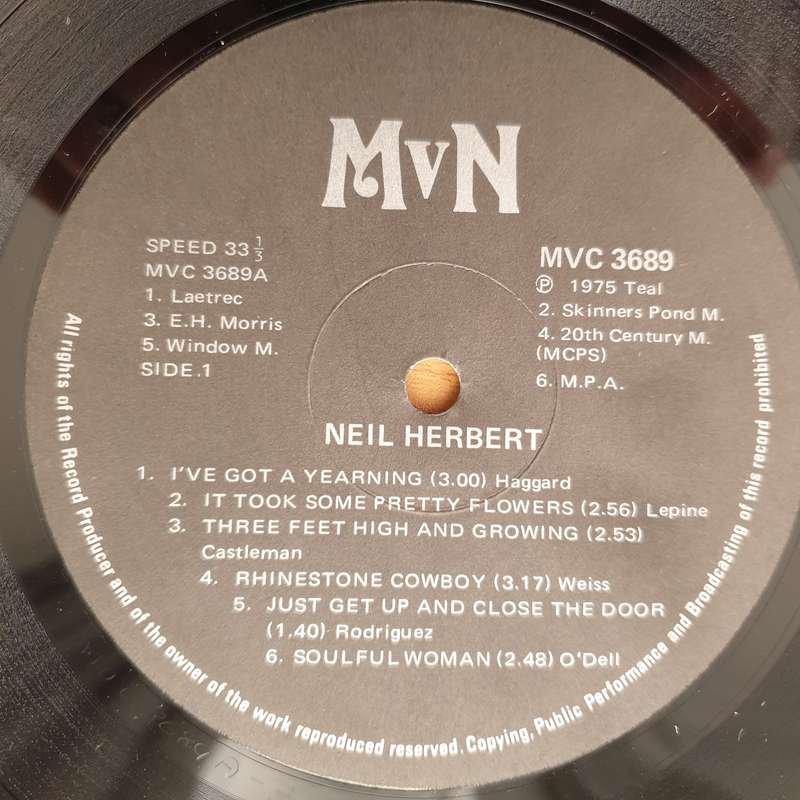 MVN
SPEED 33 1/3
MVC 3689A
1. Laetrec
3. E.H. Morris
5. Window M.
SIDE.1
MVC 3689
Ⓟ 1975 Teal
2. Skinners Pond M.
4. 20th Century M.
(MCPS)
6. M.P.A.
NEIL HERBERT
1. I'VE GOT A YEARNING (3.00) Haggard
2. IT TOOK SOME PRETTY FLOWERS (2.56) Lepine
3. THREE FEET HIGH AND GROWING (2.53)
Castleman
4. RHINESTONE COWBOY (3.17) Weiss
5. JUST GET UP AND CLOSE THE DOOR
(1.40) Rodriguez
6. SOULFUL WOMAN (2.48) O'Dell
All rights of the Record Producer and of the owner of the work reproduced reserved. Copying, Public Performance and Broadcasting of this record prohibited